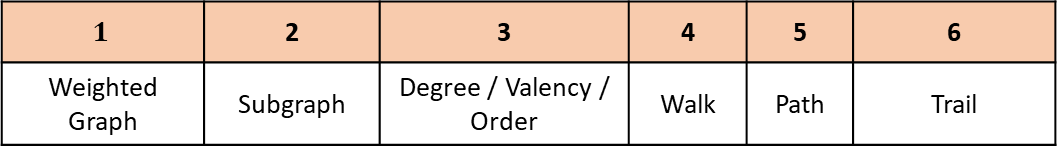 1 2 3 4 5 6
Weighted Graph Subgraph Degree / Valency / Order Walk Path Trail